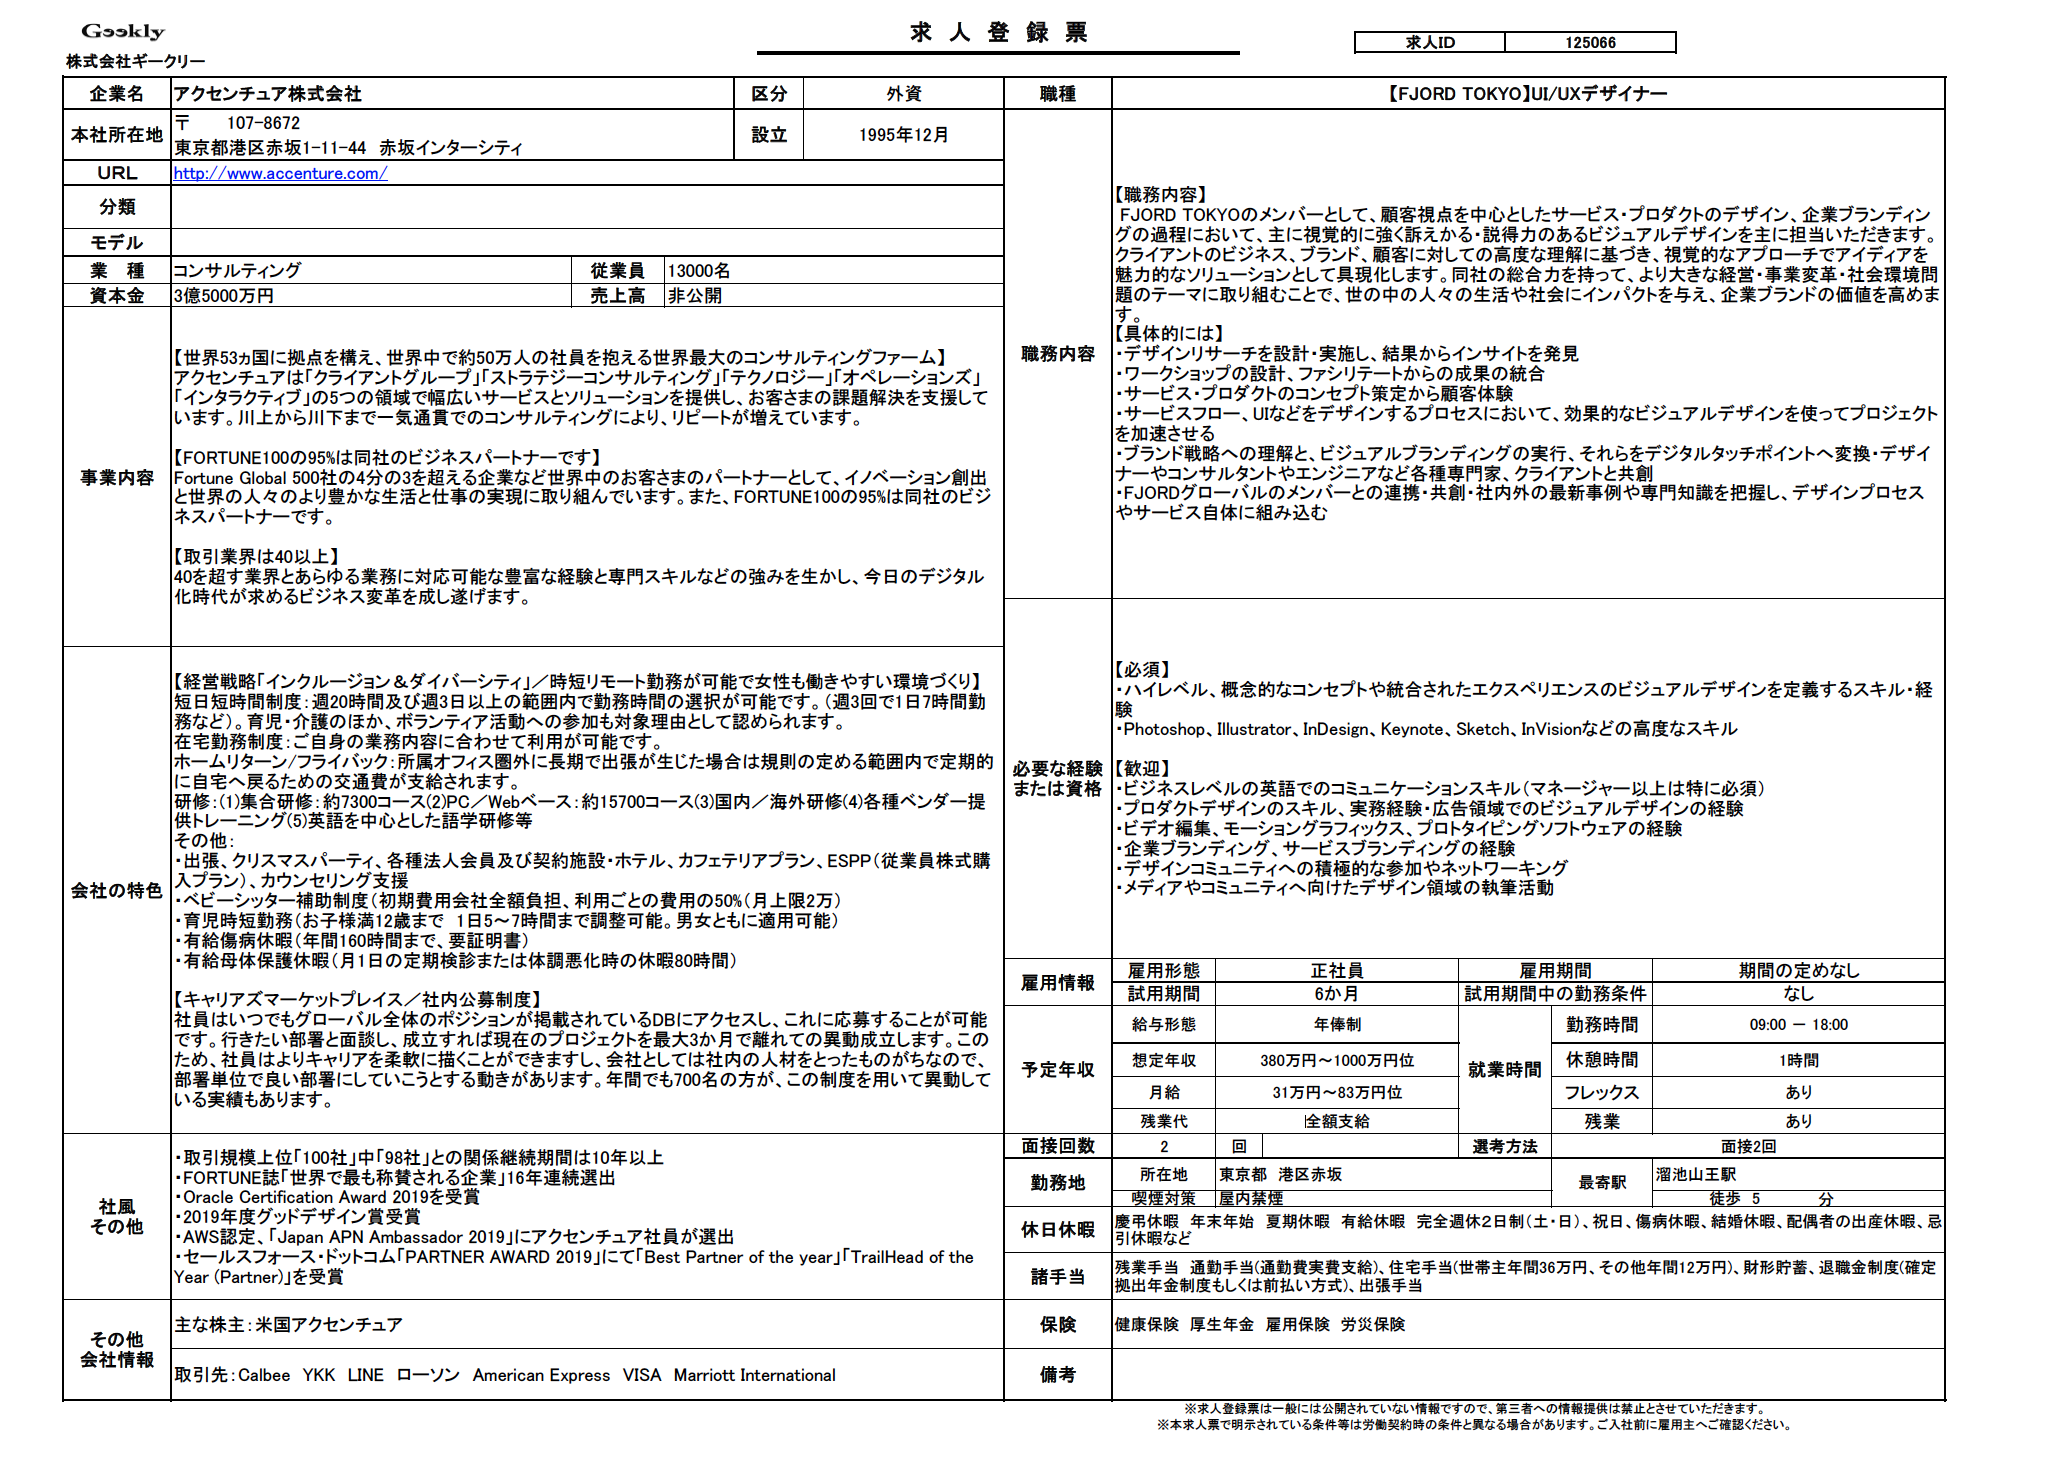 Geekly
株式会社ギークリー
求 人 登 録 票
求人ID 125066
企業名 アクセンチュア株式会社 区分 外資
本社所在地 〒 107-8672
東京都港区赤坂1-11-44 赤坂インターシティ
設立 1995年12月
URL http://www.accenture.com/
分類
モデル
業 種 コンサルティング 従業員 13000名
資本金 3億5000万円 売上高 非公開
事業内容
【世界53ヵ国に拠点を構え、世界中で約50万人の社員を抱える世界最大のコンサルティングファーム】
アクセンチュアは「クライアントグループ」「ストラテジーコンサルティング」「テクノロジー」「オペレーションズ」
「インタラクティブ」の5つの領域で幅広いサービスとソリューションを提供し、お客さまの課題解決を支援して
います。川上から川下まで一気通貫でのコンサルティングにより、リピートが増えています。
【FORTUNE100の95%は同社のビジネスパートナーです】
Fortune Global 500社の4分の3を超える企業など世界中のお客さまのパートナーとして、イノベーション創出
と世界の人々のより豊かな生活と仕事の実現に取り組んでいます。また、FORTUNE100の95%は同社のビジ
ネスパートナーです。
【取引業界は40以上】
40を超す業界とあらゆる業務に対応可能な豊富な経験と専門スキルなどの強みを生かし、今日のデジタル
化時代が求めるビジネス変革を成し遂げます。
会社の特色
【経営戦略「インクルージョン＆ダイバーシティ」／時短リモート勤務が可能で女性も働きやすい環境づくり】
短日短時間制度：週20時間及び週3日以上の範囲内で勤務時間の選択が可能です。（週3回で1日7時間勤
務など）。育児・介護のほか、ボランティア活動への参加も対象理由として認められます。
在宅勤務制度：ご自身の業務内容に合わせて利用が可能です。
ホームリターン/フライバック：所属オフィス圏外に長期で出張が生じた場合は規則の定める範囲内で定期的
に自宅へ戻るための交通費が支給されます。
研修：(1)集合研修：約7300コース(2)PC／Webベース：約15700コース(3)国内／海外研修(4)各種ベンダー提
供トレーニング(5)英語を中心とした語学研修等
その他：
・出張、クリスマスパーティ、各種法人会員及び契約施設・ホテル、カフェテリアプラン、ESPP（従業員株式購
入プラン）、カウンセリング支援
・ベビーシッター補助制度（初期費用会社全額負担、利用ごとの費用の50%（月上限2万）
・育児時短勤務（お子様満12歳まで 1日5～7時間まで調整可能。男女ともに適用可能）
・有給傷病休暇（年間160時間まで、要証明書）
・有給母体保護休暇（月1日の定期検診または体調悪化時の休暇80時間）
【キャリアズマーケットプレイス／社内公募制度】
社員はいつでもグローバル全体のポジションが掲載されているDBにアクセスし、これに応募することが可能
です。行きたい部署と面談し、成立すれば現在のプロジェクトを最大3か月で離れての異動成立します。この
ため、社員はよりキャリアを柔軟に描くことができますし、会社としては社内の人材をとったものがちなので、
部署単位で良い部署にしていこうとする動きがあります。年間でも700名の方が、この制度を用いて異動して
いる実績もあります。
社風
その他
・取引規模上位「100社」中「98社」との関係継続期間は10年以上
・FORTUNE誌「世界で最も称賛される企業」16年連続選出
・Oracle Certification Award 2019を受賞
・2019年度グッドデザイン賞受賞
・AWS認定、「Japan APN Ambassador 2019」にアクセンチュア社員が選出
・セールスフォース・ドットコム「PARTNER AWARD 2019」にて「Best Partner of the year」「TrailHead of the
Year (Partner)」を受賞
その他
会社情報
主な株主：米国アクセンチュア
取引先：Calbee YKK LINE ローソン American Express VISA Marriott International
職種 【FJORD TOKYO】UI/UXデザイナー
職務内容
【職務内容】
FJORD TOKYOのメンバーとして、顧客視点を中心としたサービス・プロダクトのデザイン、企業ブランディン
グの過程において、主に視覚的に強く訴えかる・説得力のあるビジュアルデザインを主に担当いただきます。
クライアントのビジネス、ブランド、顧客に対しての高度な理解に基づき、視覚的なアプローチでアイディアを
魅力的なソリューションとして具現化します。同社の総合力を持って、より大きな経営・事業変革・社会環境問
題のテーマに取り組むことで、世の中の人々の生活や社会にインパクトを与え、企業ブランドの価値を高めま
す。
【具体的には】
・デザインリサーチを設計・実施し、結果からインサイトを発見
・ワークショップの設計、ファシリテートからの成果の統合
・サービス・プロダクトのコンセプト策定から顧客体験
・サービスフロー、UIなどをデザインするプロセスにおいて、効果的なビジュアルデザインを使ってプロジェクト
を加速させる
・ブランド戦略への理解と、ビジュアルブランディングの実行、それらをデジタルタッチポイントへ変換・デザイ
ナーやコンサルタントやエンジニアなど各種専門家、クライアントと共創
・FJORDグローバルのメンバーとの連携・共創・社内外の最新事例や専門知識を把握し、デザインプロセス
やサービス自体に組み込む
必要な経験
または資格
【必須】
・ハイレベル、概念的なコンセプトや統合されたエクスペリエンスのビジュアルデザインを定義するスキル・経
験
・Photoshop、Illustrator、InDesign、Keynote、Sketch、InVisionなどの高度なスキル
【歓迎】
・ビジネスレベルの英語でのコミュニケーションスキル（マネージャー以上は特に必須）
・プロダクトデザインのスキル、実務経験・広告領域でのビジュアルデザインの経験
・ビデオ編集、モーショングラフィックス、プロトタイピングソフトウェアの経験
・企業ブランディング、サービスブランディングの経験
・デザインコミュニティへの積極的な参加やネットワーキング
・メディアやコミュニティへ向けたデザイン領域の執筆活動
雇用情報 雇用形態 正社員 雇用期間 期間の定めなし
試用期間 6か月 試用期間中の勤務条件 なし
予定年収 給与形態 年俸制 就業時間 勤務時間 09:00 － 18:00
想定年収 380万円～1000万円位 休憩時間 1時間
月給 31万円～83万円位 フレックス あり
残業代 全額支給 残業 あり
面接回数 2 回 選考方法 面接2回
勤務地 所在地 東京都 港区赤坂 最寄駅 溜池山王駅
喫煙対策 屋内禁煙 徒歩 5 分
休日休暇
慶弔休暇 年末年始 夏期休暇 有給休暇 完全週休２日制（土・日）、祝日、傷病休暇、結婚休暇、配偶者の出産休暇、忌
引休暇など
諸手当
残業手当 通勤手当(通勤費実費支給)、住宅手当(世帯主年間36万円、その他年間12万円)、財形貯蓄、退職金制度(確定
拠出年金制度もしくは前払い方式)、出張手当
保険 健康保険 厚生年金 雇用保険 労災保険
備考
※求人登録票は一般には公開されていない情報ですので、第三者への情報提供は禁止とさせていただきます。
※本求人票で明示されている条件等は労働契約時の条件と異なる場合があります。ご入社前に雇用主へご確認ください。